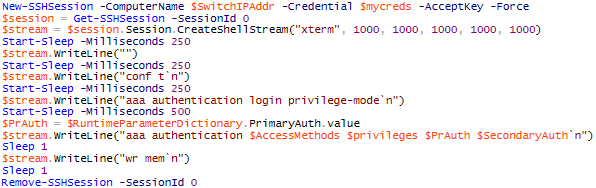 New-SSHSession -ComputerName $SwitchIPAddr -Credential $mycreds -AcceptKey -Force
$session = Get-SSHSession -SessionId 0
$stream = $session.Session.CreateShellStream("xterm", 1000, 1000, 1000, 1000, 1000)
Start-Sleep -Milliseconds 250
$stream.WriteLine("")
Start-Sleep -Milliseconds 250
$stream.WriteLine("conf t`n")
Start-Sleep -Milliseconds 250
$stream.WriteLine("aaa authentication login privilege-mode`n")
Start-Sleep -Milliseconds 500
$PrAuth = $RuntimeParameterDictionary.PrimaryAuth.value
$stream.WriteLine("aaa authentication $AccessMethods $privileges $PrAuth $SecondaryAuth`n")
Sleep 1
$stream.WriteLine("wr mem`n")
Sleep 1
Remove-SSHSession -SessionId 0